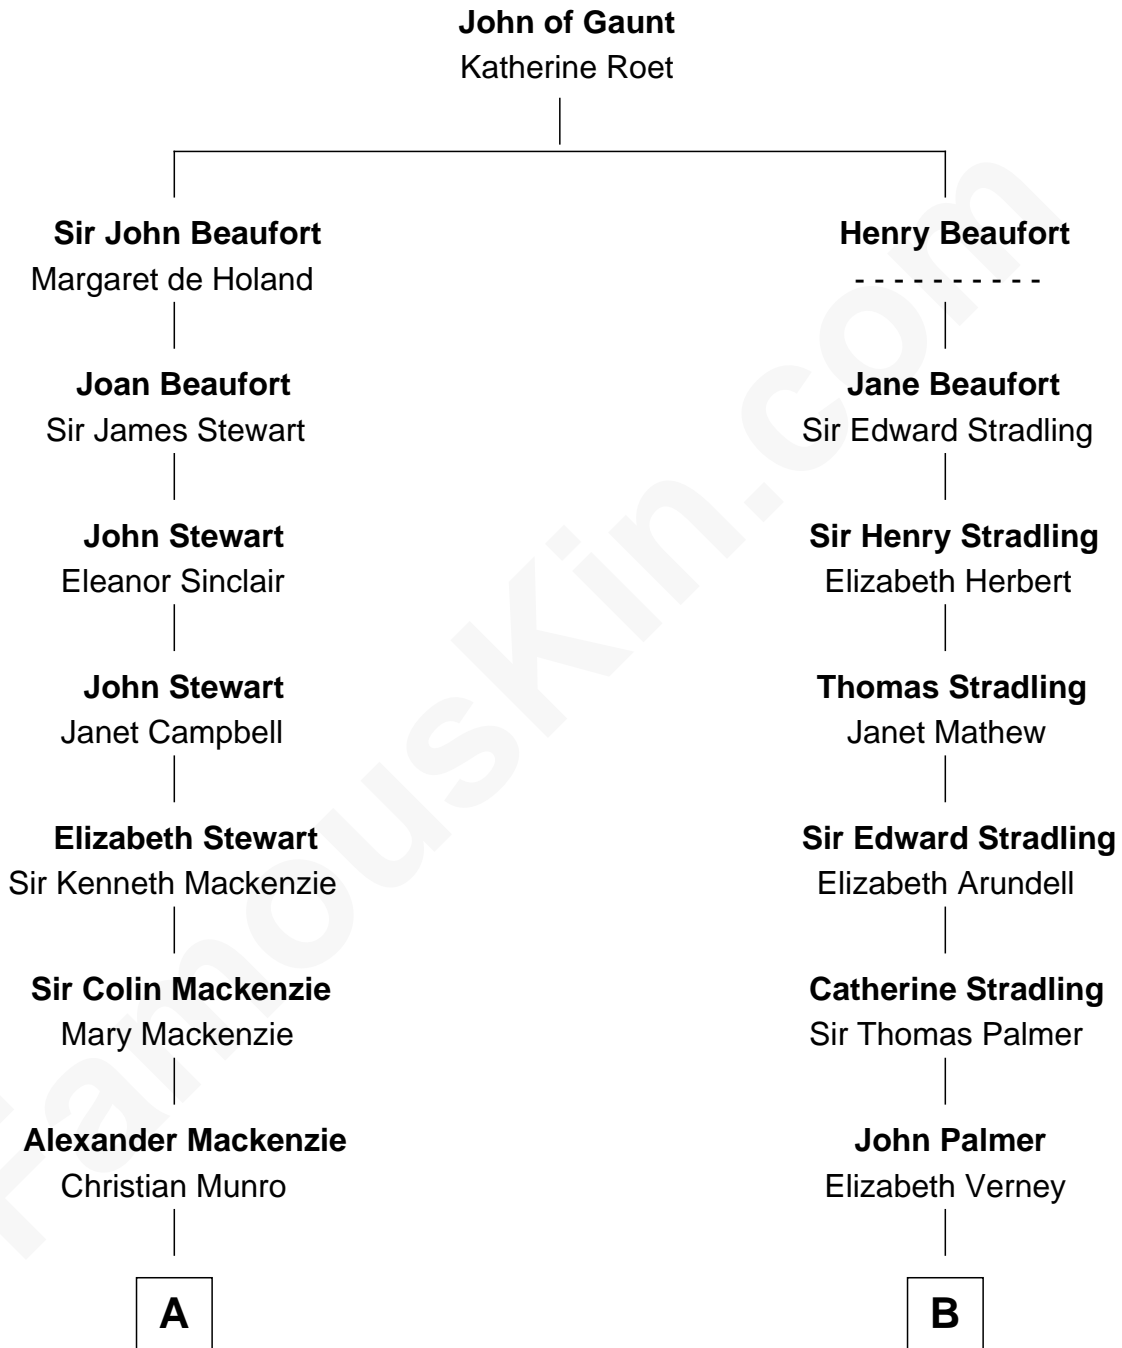 John of Gaunt
Katherine Roet
Sir John Beaufort
Margaret de Holand
Joan Beaufort
Sir James Stewart
John Stewart
Eleanor Sinclair
John Stewart
Janet Campbell
Elizabeth Stewart
Sir Kenneth Mackenzie
Sir Colin Mackenzie
Mary Mackenzie
Alexander Mackenzie
Christian Munro
A
Henry Beaufort
- - - - - - - - - -
Jane Beaufort
Sir Edward Stradling
Sir Henry Stradling
Elizabeth Herbert
Thomas Stradling
Janet Mathew
Sir Edward Stradling
Elizabeth Arundell
Catherine Stradling
Sir Thomas Palmer
John Palmer
Elizabeth Verney
B
FamousKin.com